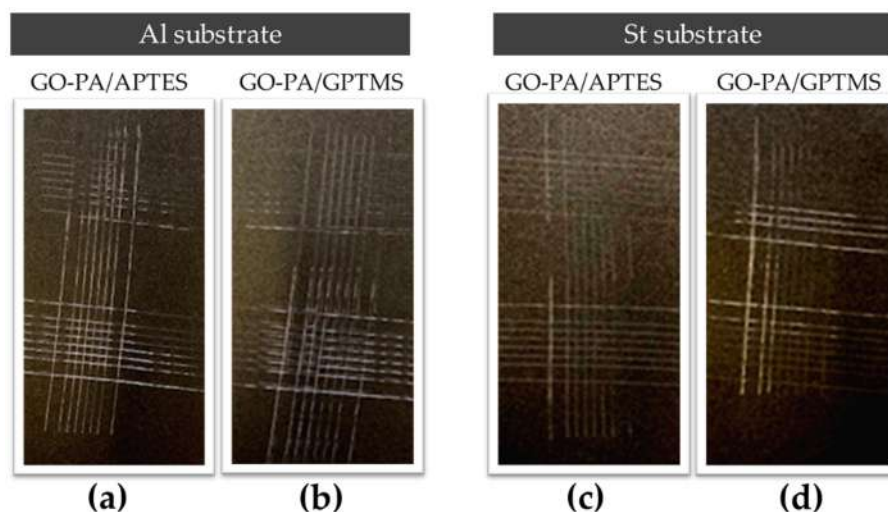 Al substrate
St substrate
GO-PA/APTES
GO-PA/GPTMS
GO-PA/APTES
GO-PA/GPTMS
(a)
(b)
(c)
(d)